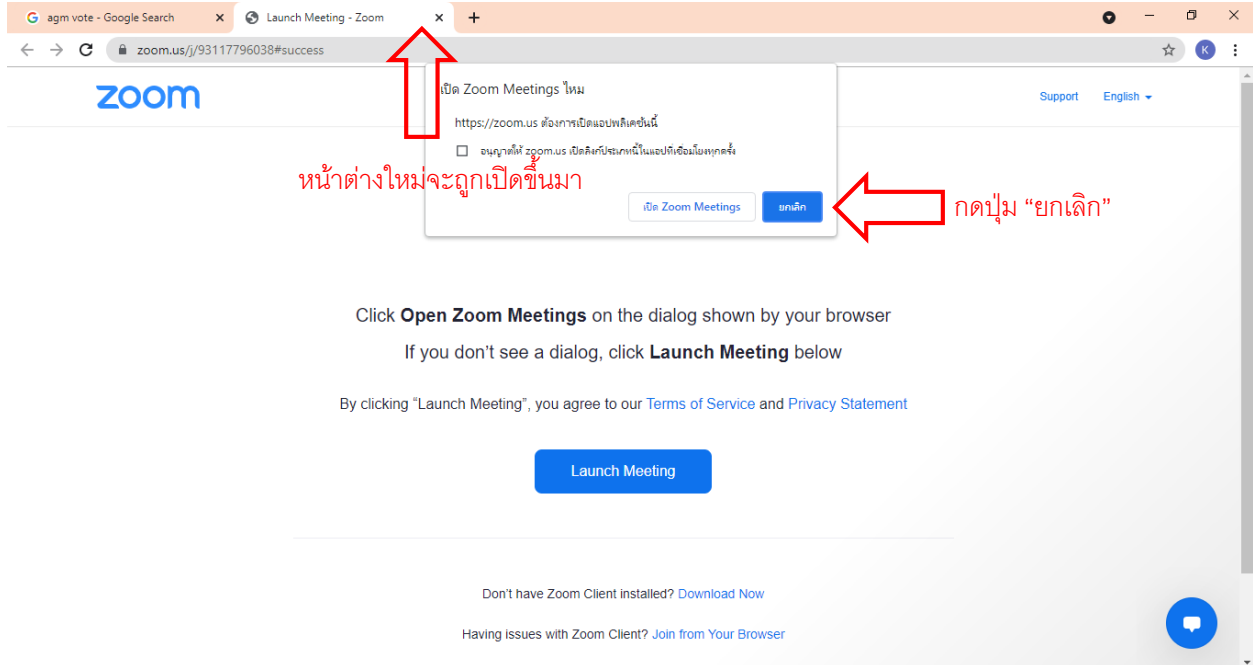 agm vote - Google Search
Launch Meeting - Zoom
zoom.us/j/93117796038#success
K
zoom
Support
English
เปิด Zoom Meetings ไหม
https://zoom.us ต้องการเปิดแอปพลิเคชันนี้
อนุญาตให้ zoom.us เปิดลิงก์ประเภทนี้ในแอปที่เชื่อมโยงทุกครั้ง
หน้าต่างใหม่จะถูกเปิดขึ้นมา
เปิด Zoom Meetings
ยกเลิก
กดปุ่ม “ยกเลิก”
Click Open Zoom Meetings on the dialog shown by your browser
If you don’t see a dialog, click Launch Meeting below
By clicking “Launch Meeting”, you agree to our Terms of Service and Privacy Statement
Launch Meeting
Don’t have Zoom Client installed? Download Now
Having issues with Zoom Client? Join from Your Browser